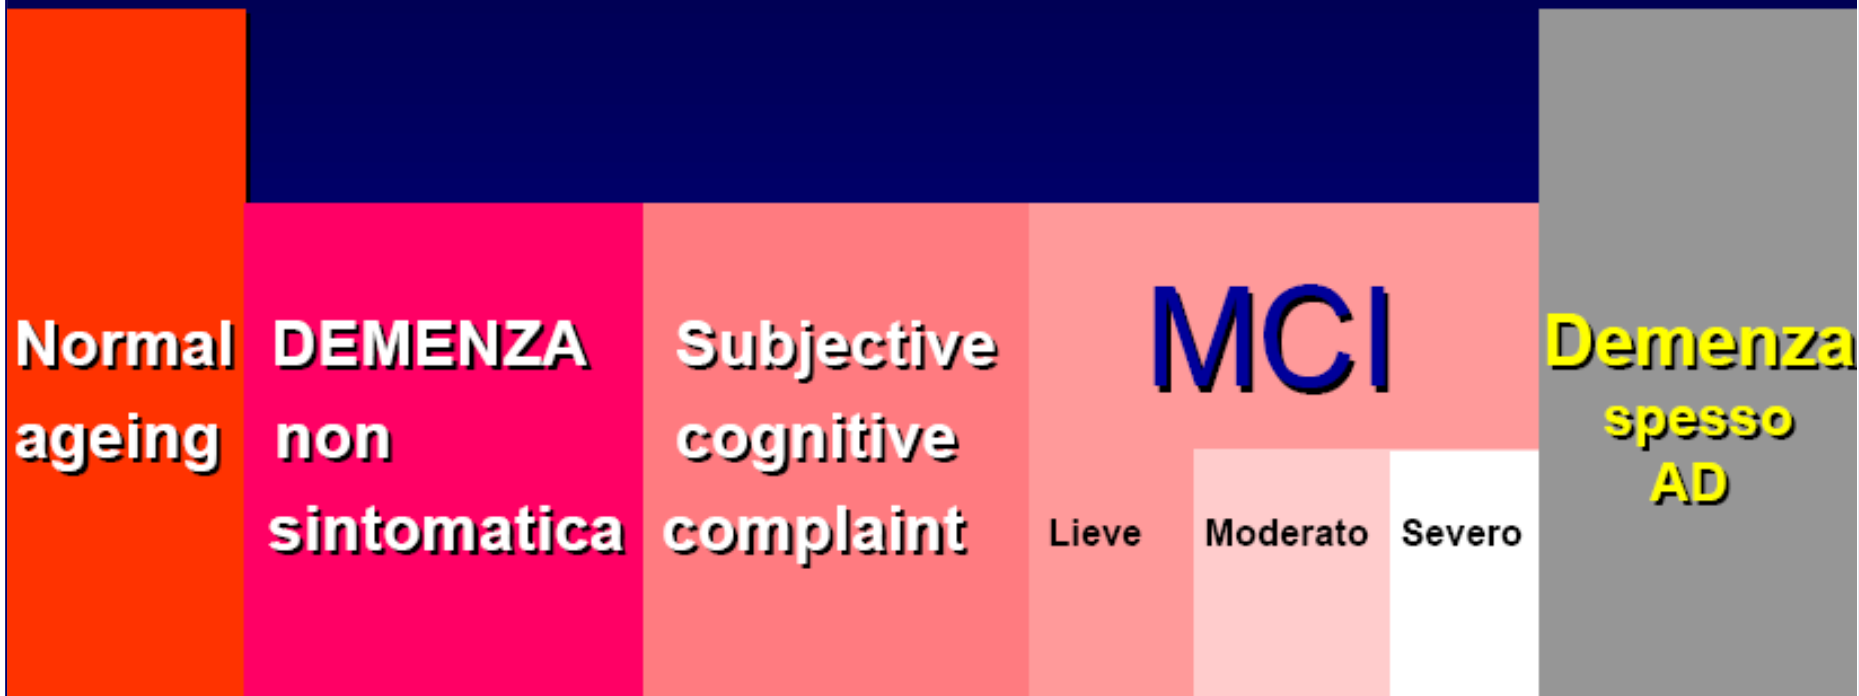 Normal
ageing
DEMENZA
non
sintomatica
Subjective
cognitive
complaint
MCI
Lieve
Moderato
Severo
Demenza
spesso
AD